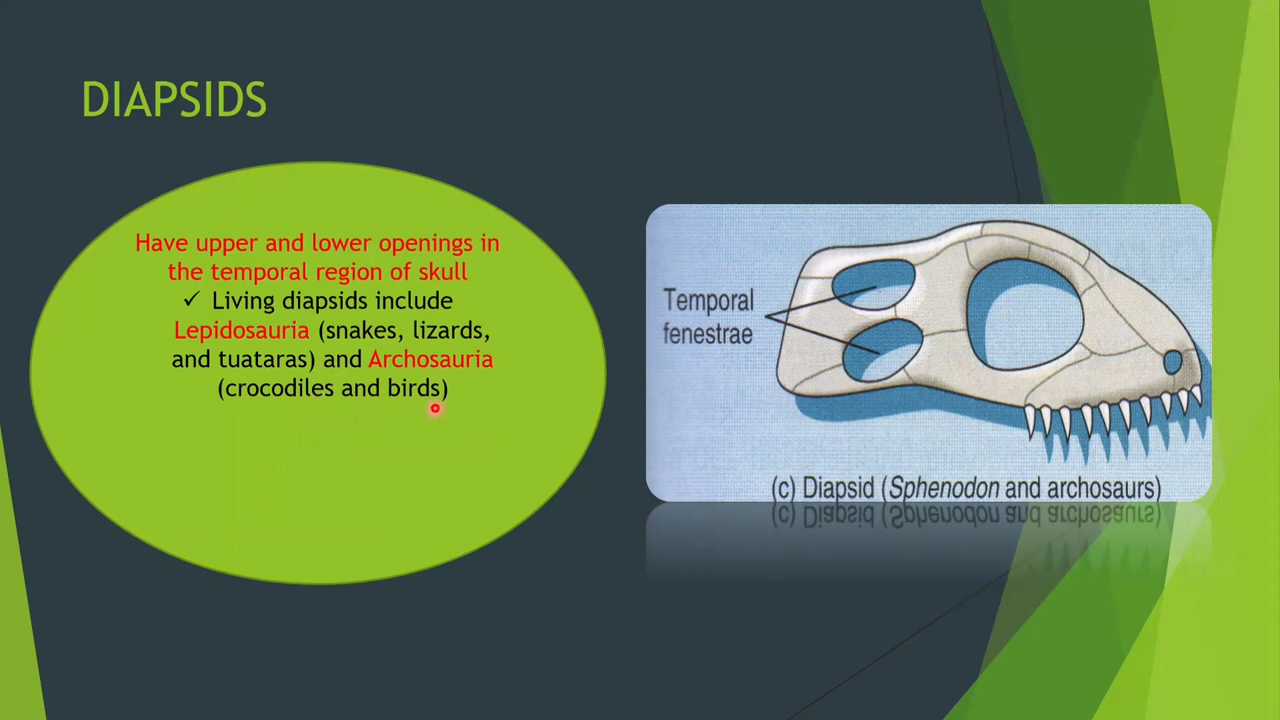 DIAPSIDS
Have upper and lower openings in
the temporal region of skull
✓ Living diapsids include
Lepidosauria (snakes, lizards,
and tuataras) and Archosauria
(crocodiles and birds)
Temporal
fenestrae
(c) Diapsid (Sphenodon and archosaurs)